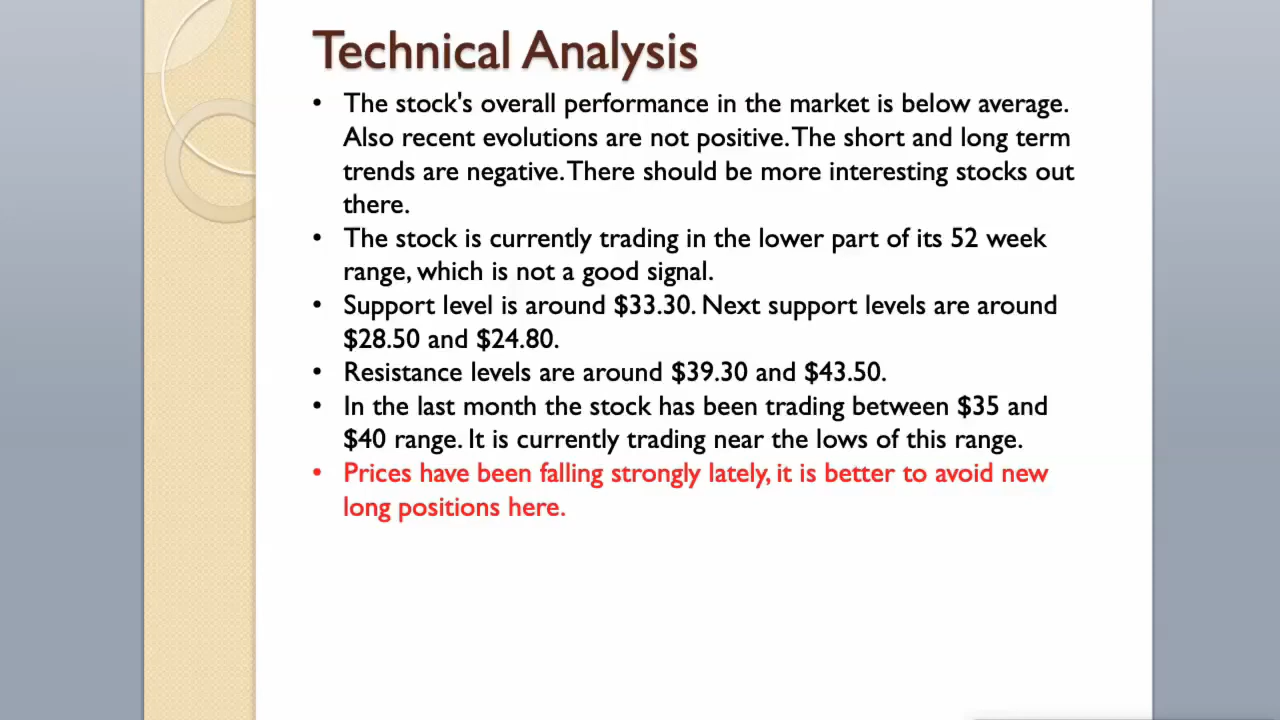 Technical Analysis
• The stock's overall performance in the market is below average.
Also recent evolutions are not positive. The short and long term
trends are negative. There should be more interesting stocks out
there.
• The stock is currently trading in the lower part of its 52 week
range, which is not a good signal.
• Support level is around $33.30. Next support levels are around
$28.50 and $24.80.
• Resistance levels are around $39.30 and $43.50.
• In the last month the stock has been trading between $35 and
$40 range. It is currently trading near the lows of this range.
• Prices have been falling strongly lately, it is better to avoid new
long positions here.